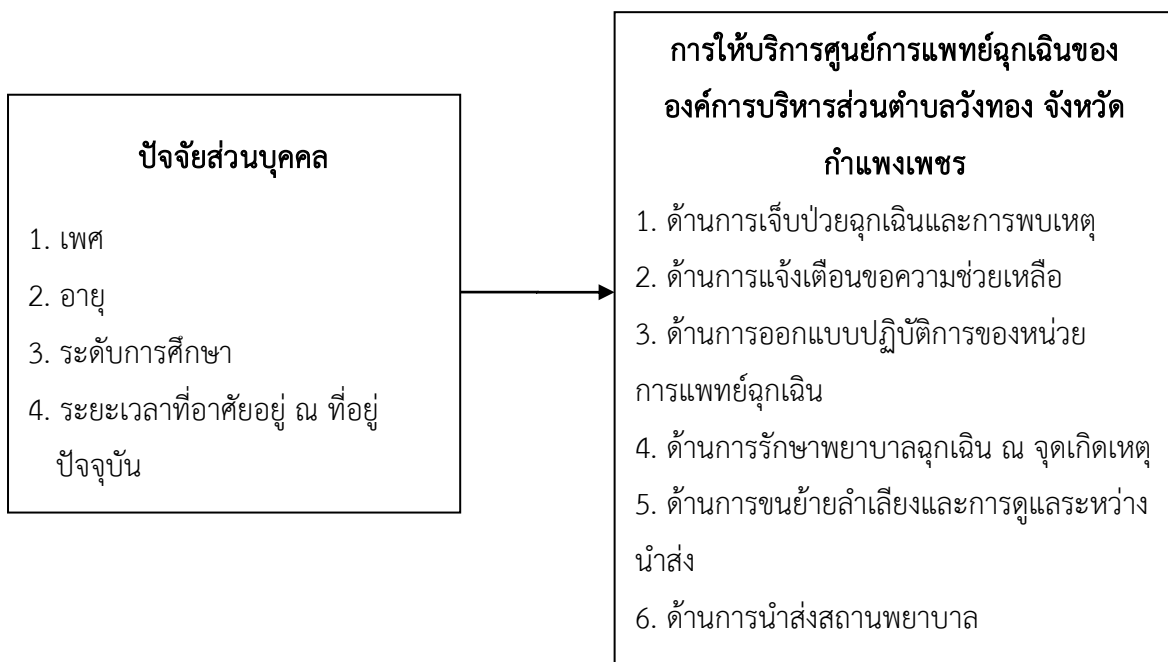 ปัจจัยส่วนบุคคล
1. เพศ
2. อายุ
3. ระดับการศึกษา
4. ระยะเวลาที่อาศัยอยู่ ณ ที่อยู่
ปัจจุบัน
การให้บริการศูนย์การแพทย์ฉุกเฉินของ
องค์การบริหารส่วนตำบลวังทอง จังหวัด
กำแพงเพชร
1. ด้านการเจ็บป่วยฉุกเฉินและการพบเหตุ
2. ด้านการแจ้งเตือนขอความช่วยเหลือ
3. ด้านการออกแบบปฏิบัติการของหน่วย
การแพทย์ฉุกเฉิน
4. ด้านการรักษาพยาบาลฉุกเฉิน ณ จุดเกิดเหตุ
5. ด้านการขนย้ายลำเลียงและการดูแลระหว่าง
นำส่ง
6. ด้านการนำส่งสถานพยาบาล